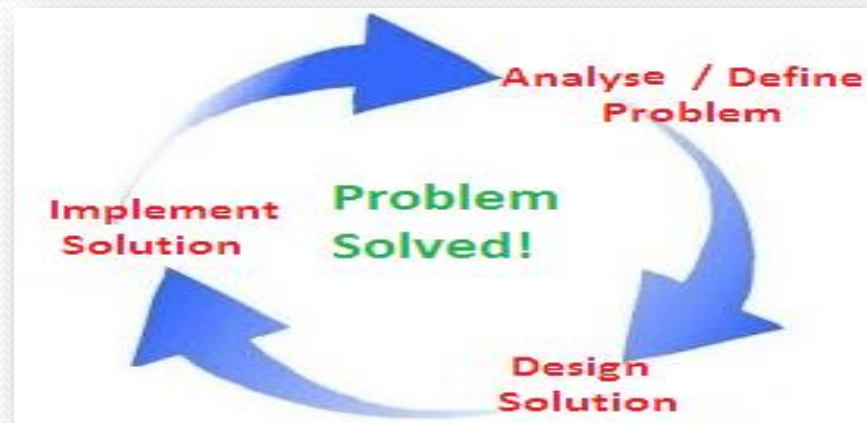 Analyse / Define
Problem
Implement
Solution
Problem
Solved!
Design
Solution